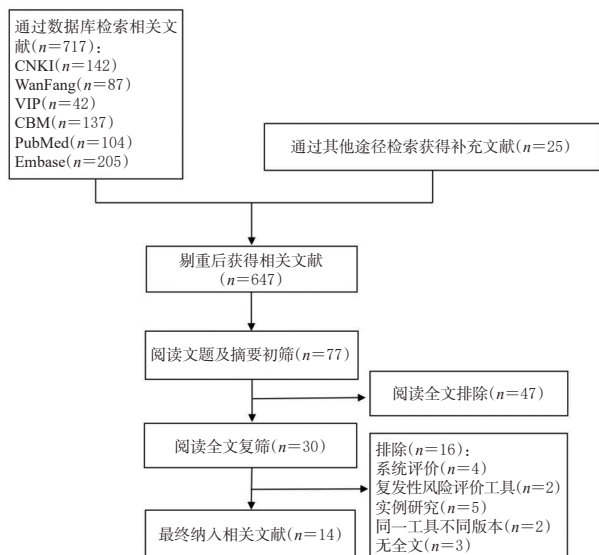 通过数据库检索相关文
献(n=717)：
CNKI(n=142)
WanFang(n=87)
VIP(n=42)
CBM(n=137)
PubMed(n=104)
Embase(n=205)
通过其他途径检索获得补充文献(n=25)
剔重后获得相关文献
(n=647)
阅读文题及摘要初筛(n=77)
阅读全文排除(n=47)
阅读全文复筛(n=30)
排除(n=16)：
系统评价(n=4)
复发性风险评价工具(n=2)
实例研究(n=5)
同一工具不同版本(n=2)
无全文(n=3)
最终纳入相关文献(n=14)